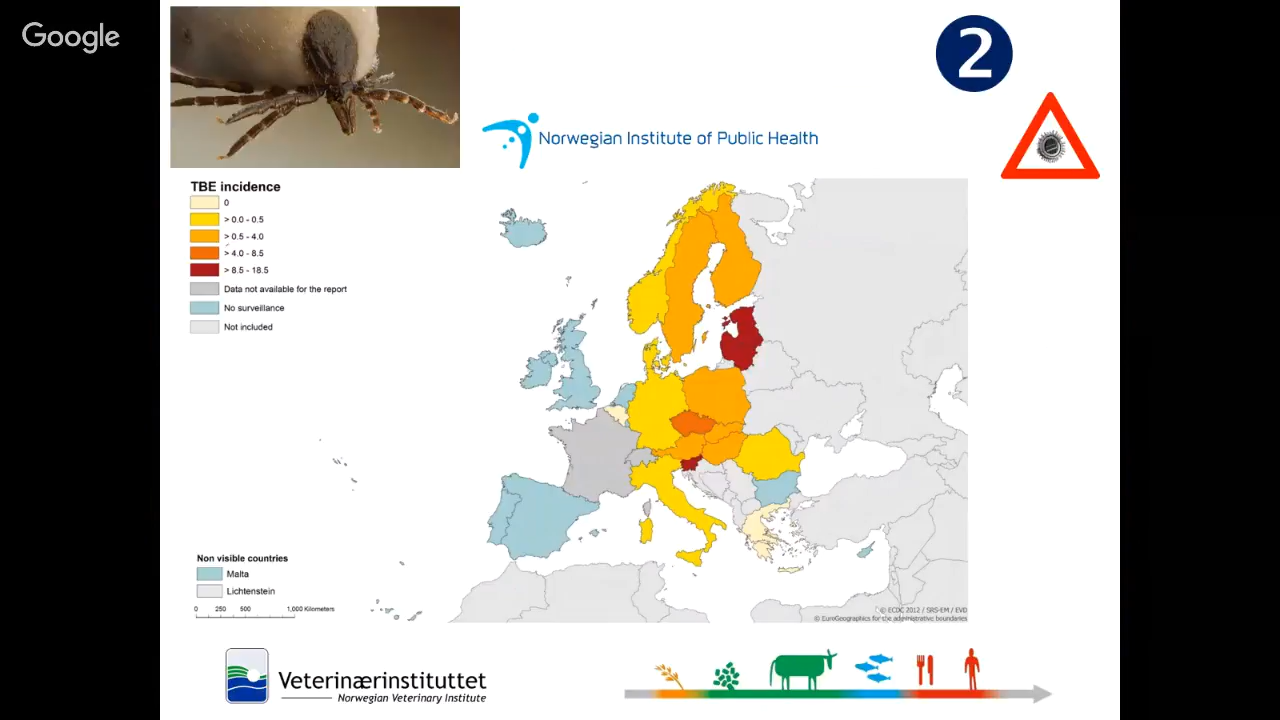 Google
2
Norwegian Institute of Public Health
TBE incidence
0
> 0.0 - 0.5
> 0.5 - 4.0
> 4.0 - 8.5
> 8.5 - 18.5
Data not available for the report
No surveillance
Not included
Non visible countries
Malta
Lichtenstein
0 250 500 1,000 Kilometers
© ECDC 2012 / SRS-EM / EVD
© EuroGeographics for the administrative boundaries
Veterinærinstituttet
Norwegian Veterinary Institute